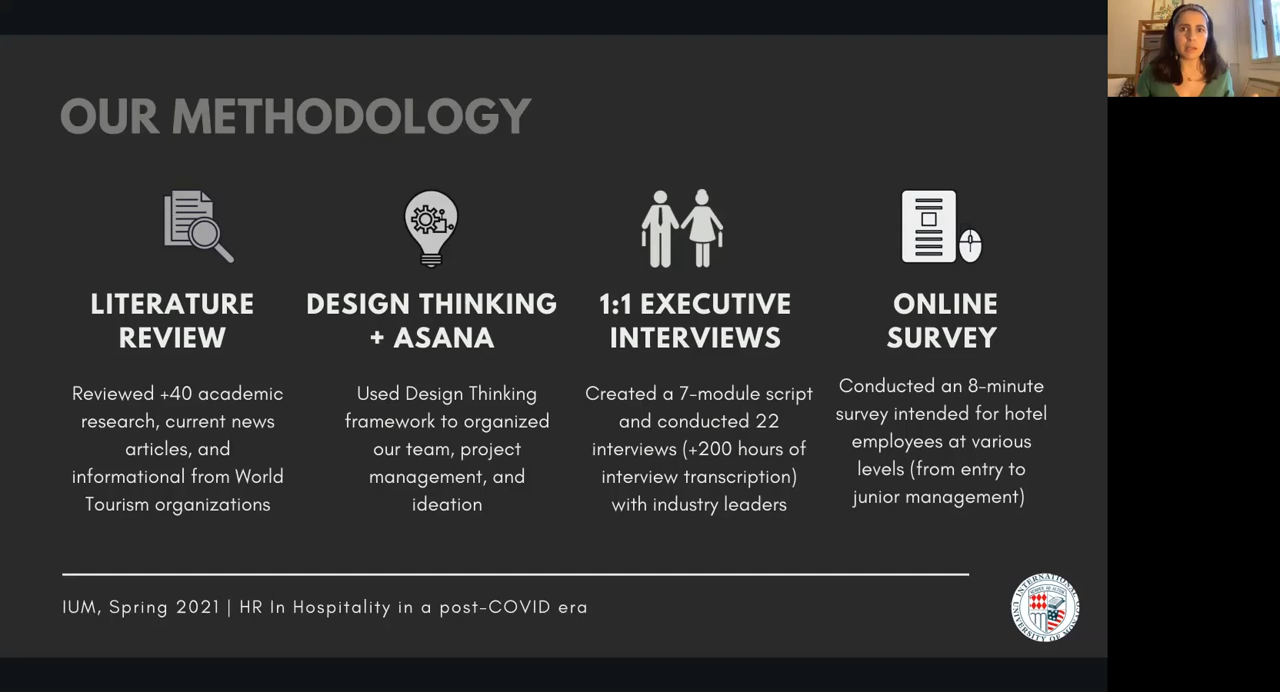 OUR METHODOLOGY
LITERATURE
REVIEW
Reviewed +40 academic
research, current news
articles, and
informational from World
Tourism organizations
DESIGN THINKING
+ ASANA
Used Design Thinking
framework to organized
our team, project
management, and
ideation
1:1 EXECUTIVE
INTERVIEWS
Created a 7-module script
and conducted 22
interviews (+200 hours of
interview transcription)
with industry leaders
ONLINE
SURVEY
Conducted an 8-minute
survey intended for hotel
employees at various
levels (from entry to
junior management)
IUM, Spring 2021 | HR In Hospitality in a post-COVID era
INTERNATIONAL
UNIVERSITY OF